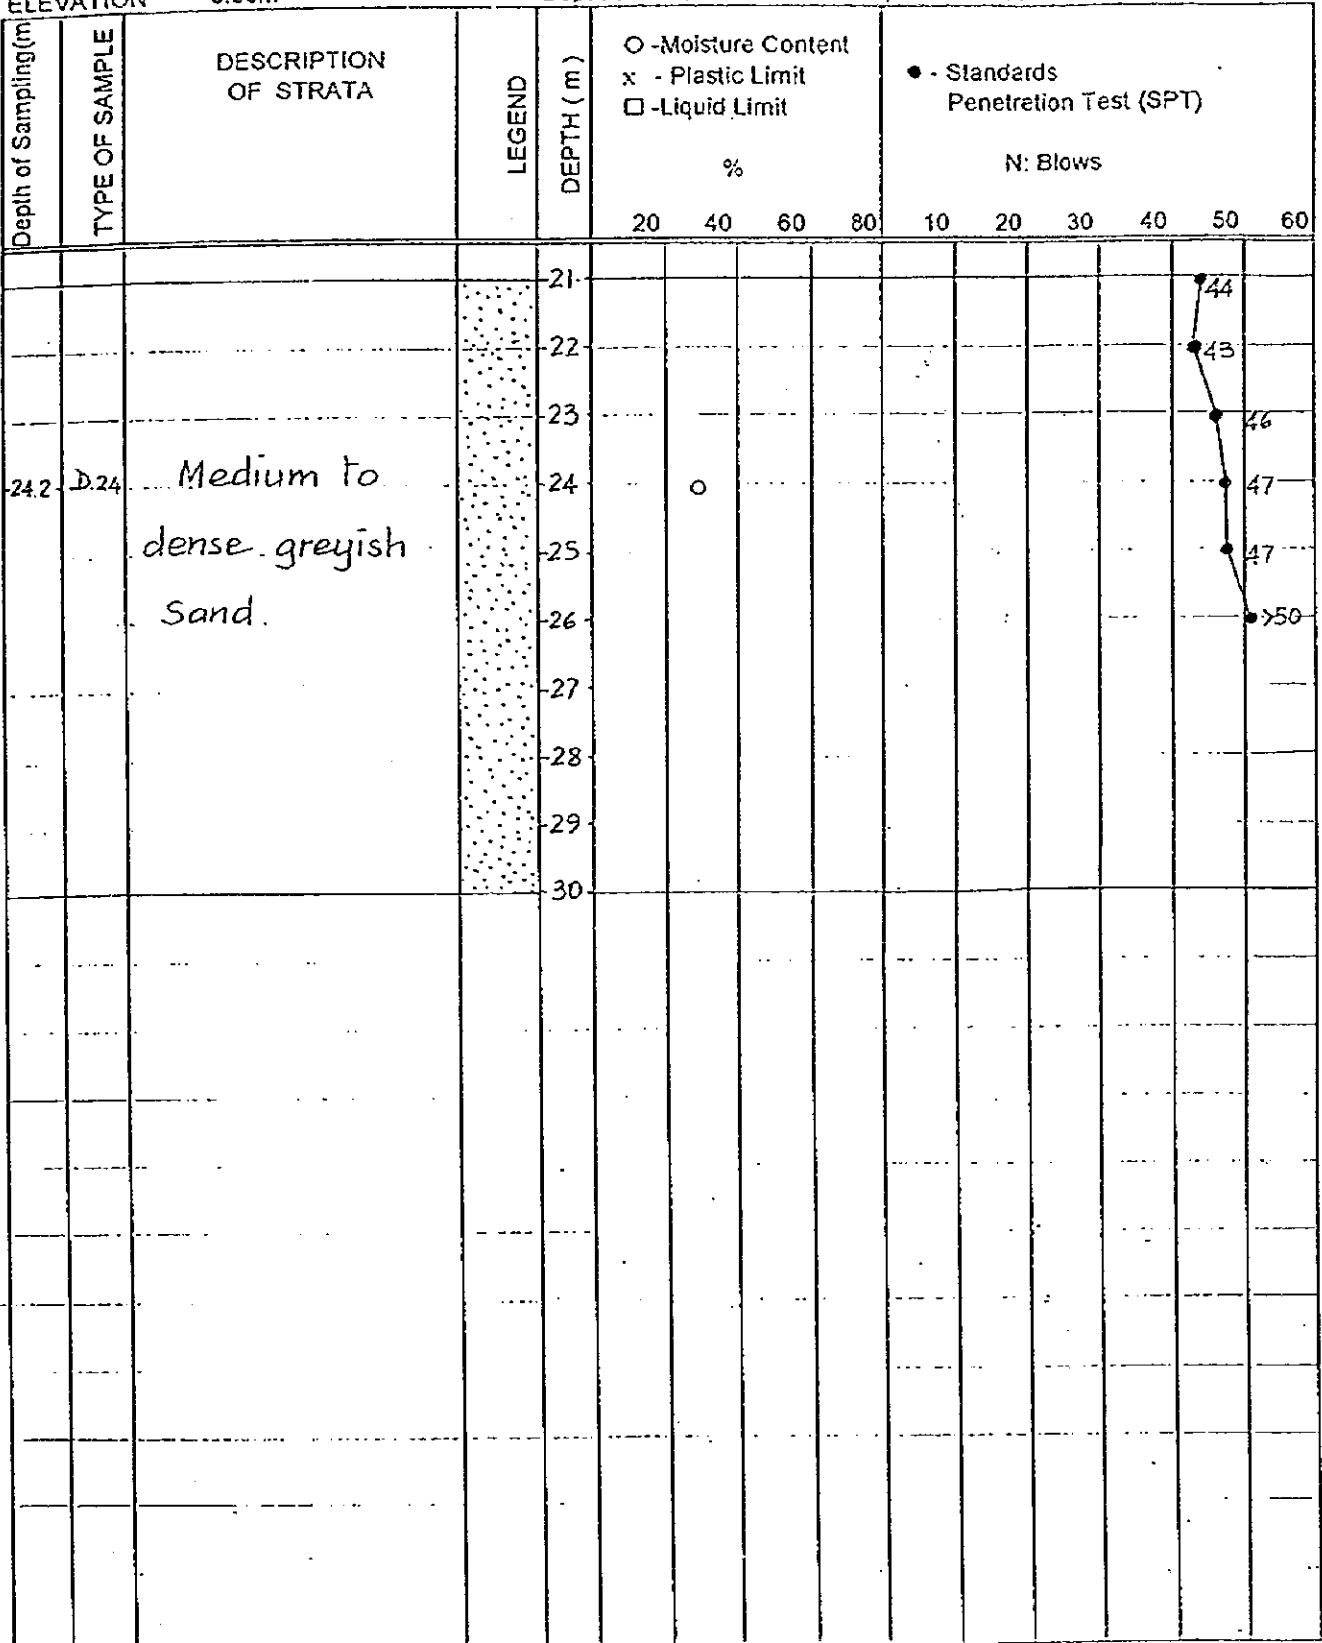 ELEVATION
Depth of Sampling(m
TYPE OF SAMPLE
DESCRIPTION
OF STRATA
LEGEND
DEPTH ( m )
O -Moisture Content
x - Plastic Limit
□ -Liquid Limit
%
20 40 60 80
● - Standards
Penetretion Test (SPT)
N: Blows
10 20 30 40 50 60
21 44
22 43
23 46
24.2 D.24 Medium to 24 47
dense greyish 25 47
Sand. 26 >50
27
28
29
30